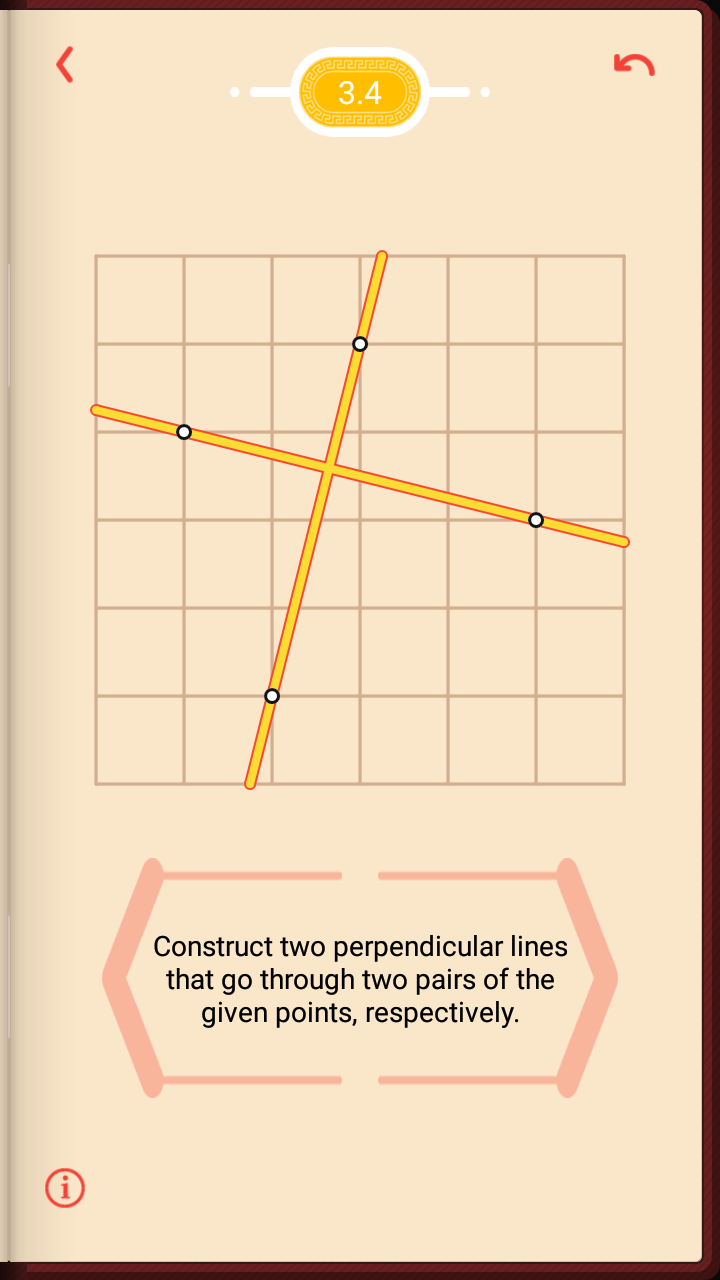 3.4
Construct two perpendicular lines
that go through two pairs of the
given points, respectively.
i